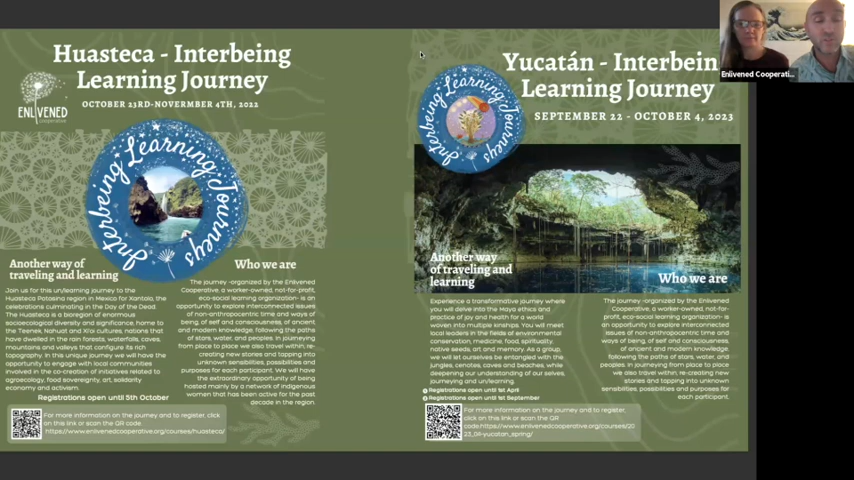 Huasteca - Interbeing
Learning Journey
OCTOBER 23RD-NOVERMBER 4TH, 2022
ENLIVENED
cooperative
Interbeing Learning Journeys
Another way of
traveling and learning
Join us for this un/learning journey to the
Huasteca Potosina region in Mexico for Xantolo, the
celebrations culminating in the Day of the Dead.
The Huasteca is a bioregion of enormous
socioecological diversity and significance, home to
the Teenek, Nahuatl and Xi'oi cultures, nations that
have dwelled in the rain forests, waterfalls, caves,
mountains and valleys that configurate its rich
topography. In this unique journey we will have the
opportunity to engage with local communities
involved in the co-creation of initiatives related to
agroecology, food sovereignty, art, solidarity
economy and activism.
Registrations open until 5th October
Who we are
The journey -organized by the Enlivened
Cooperative, a worker-owned, not-for-profit,
eco-social learning organization- is an
opportunity to explore interconnected issues
of non-anthropocentric time and ways of
being, of self and consciousness, of ancient
and modern knowledge, following the paths
of stars, water, and peoples. In journeying
from place to place we also travel within, re-
creating new stories and tapping into
unknown sensibilities, possibilities and
purposes for each participant. We will have
the extraordinary opportunity of being
hosted mainly by a network of indigenous
women that has been active for the past
decade in the region.
For more information on the journey and to register,
click on this link or scan the QR
code:
https://www.enlivenedcooperative.org/courses/huasteca/
Yucatán - Interbein
Learning Journey
SEPTEMBER 22 - OCTOBER 4, 2023
Interbeing Learning Journeys
Another way
of traveling and
learning
Experience a transformative journey where
you will delve into the Maya ethics and
practice of joy and health for a world
woven into multiple kinships. You will meet
local leaders in the fields of environmental
conservation, medicine, food, spirituality,
native seeds, art, and memory. As a group,
we will let ourselves be entangled with the
jungles, cenotes, caves and beaches, while
deepening our understanding of our selves,
journeying and un/learning.
Registrations open until 1st April
Registrations open until 1st September
Who we are
The journey -organized by the Enlivened
Cooperative, a worker-owned, not-for-
profit, eco-social learning organization- is
an opportunity to explore interconnected
issues of non-anthropocentric time and
ways of being, of self and consciousness,
of ancient and modern knowledge,
following the paths of stars, water, and
peoples. In journeying from place to place
we also travel within, re-creating new
stories and tapping into unknown
sensibilities, possibilities and purposes for
each participant.
For more information on the journey and to register,
click on this link or scan the QR
code:https://www.enlivenedcooperative.org/courses/20
23_04-yucatan_spring/
Enlivened Cooperati...